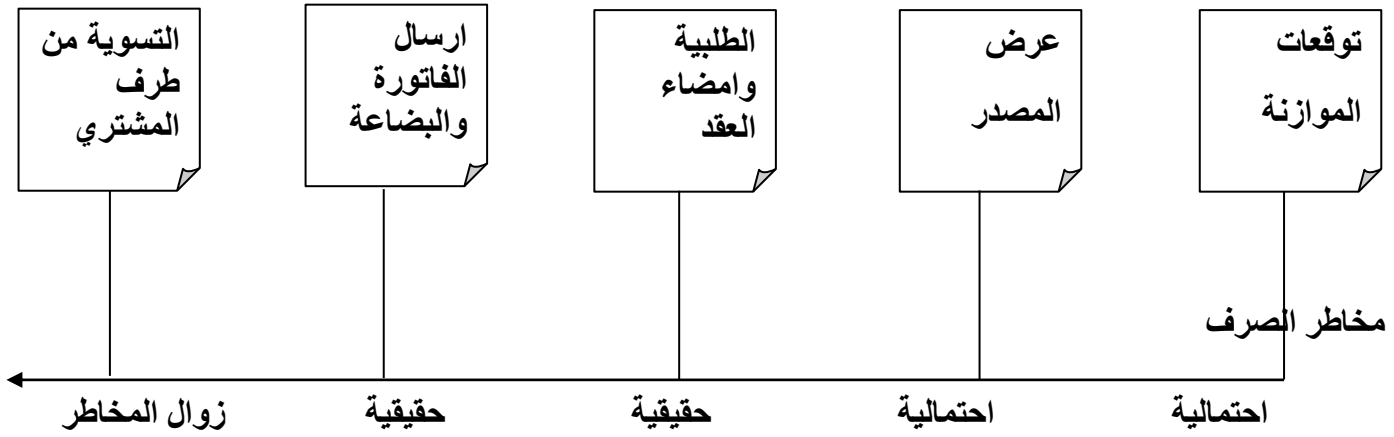 توقعات
الموازنة
عرض
المصدر
الطلبية
وامضاء
العقد
ارسال
الفاتورة
والبضاعة
التسوية من
طرف
المشتري
مخاطر الصرف
احتمالية
احتمالية
حقيقية
حقيقية
زوال المخاطر